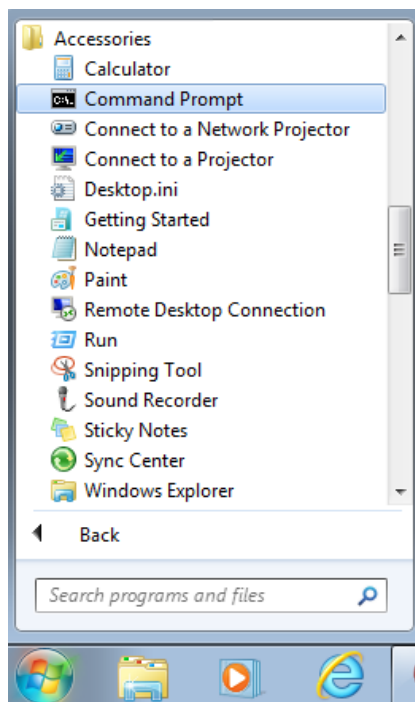 Accessories
Calculator
C:\.
Command Prompt
Connect to a Network Projector
Connect to a Projector
Desktop.ini
Getting Started
Notepad
Paint
Remote Desktop Connection
Run
Snipping Tool
Sound Recorder
Sticky Notes
Sync Center
Windows Explorer
Back
Search programs and files